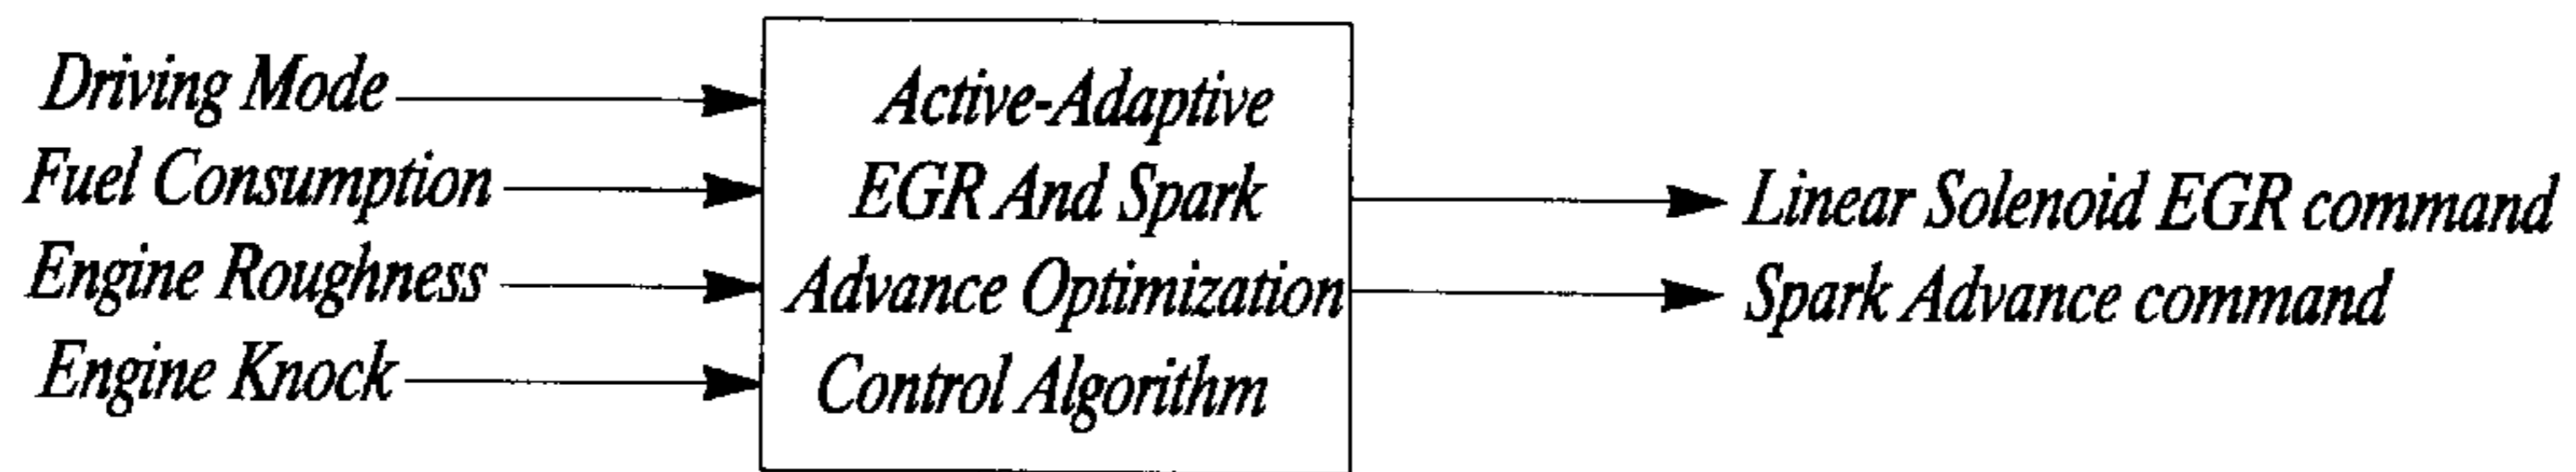 Driving Mode
Fuel Consumption
Engine Roughness
Engine Knock
Active-Adaptive
EGR And Spark
Advance Optimization
Control Algorithm
Linear Solenoid EGR command
Spark Advance command